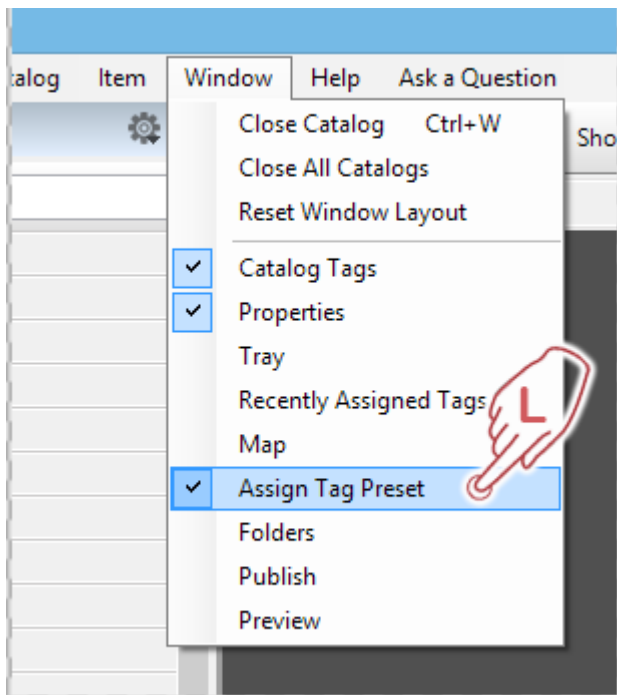 Item Window Help Ask a Question
Close Catalog Ctrl+W
Sho
Close All Catalogs
Reset Window Layout
Catalog Tags
Properties
Tray
Recently Assigned Tags
L
Map
Assign Tag Preset
Folders
Publish
Preview